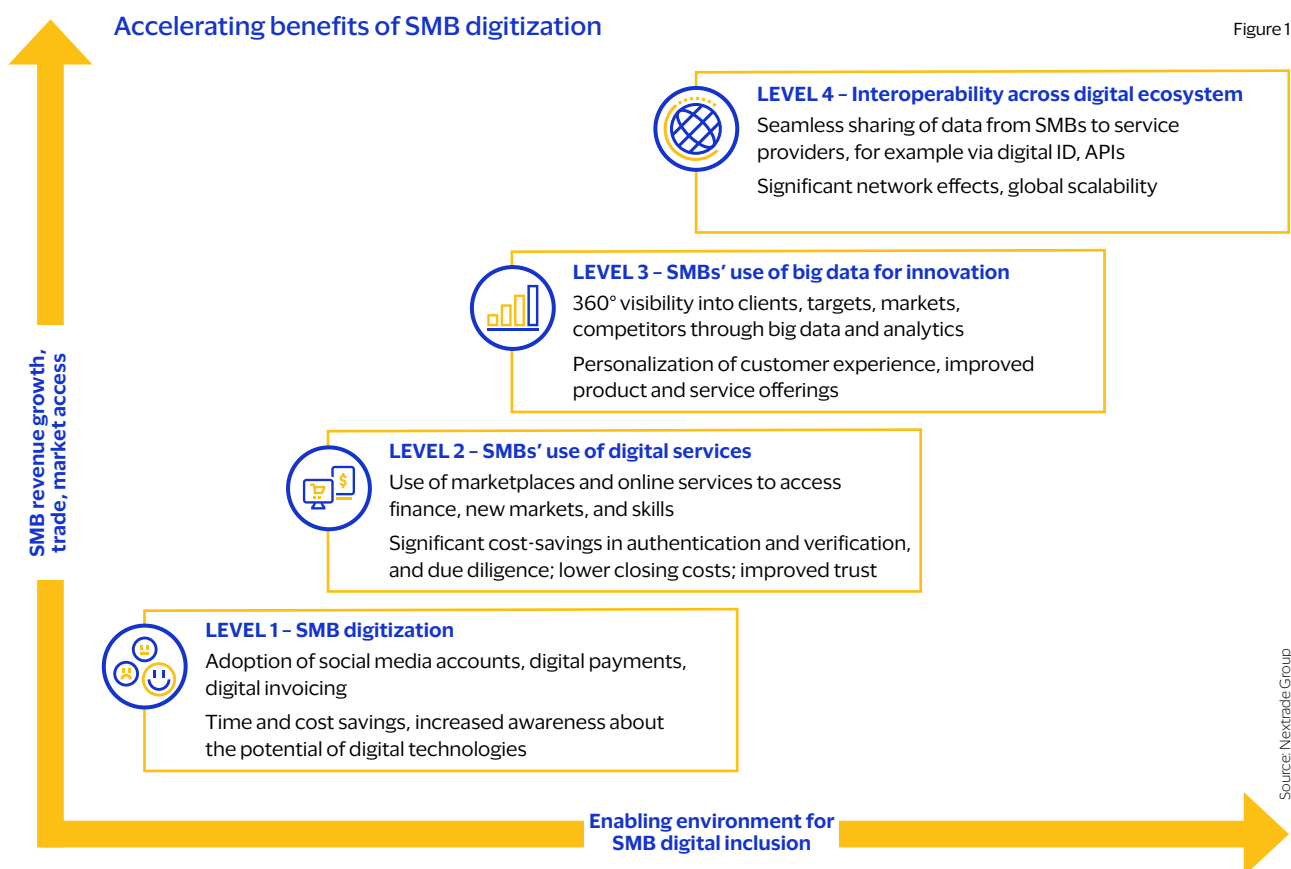 Accelerating benefits of SMB digitization
Figure 1
LEVEL 4 – Interoperability across digital ecosystem
Seamless sharing of data from SMBs to service
providers, for example via digital ID, APIs
Significant network effects, global scalability
LEVEL 3 – SMBs’ use of big data for innovation
360° visibility into clients, targets, markets,
competitors through big data and analytics
Personalization of customer experience, improved
product and service offerings
SMB revenue growth,
trade, market access
LEVEL 2 – SMBs’ use of digital services
Use of marketplaces and online services to access
finance, new markets, and skills
Significant cost-savings in authentication and verification,
and due diligence; lower closing costs; improved trust
$
LEVEL 1 – SMB digitization
Adoption of social media accounts, digital payments,
digital invoicing
Time and cost savings, increased awareness about
the potential of digital technologies
Source: Nextrade Group
Enabling environment for
SMB digital inclusion